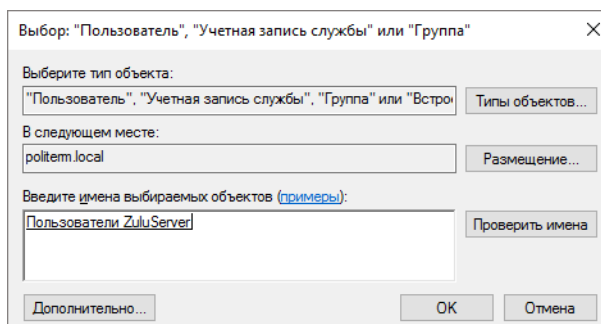 Выбор: "Пользователь", "Учетная запись службы" или "Группа"
Выберите тип объекта:
"Пользователь", "Учетная запись службы", "Группа" или "Встро
Типы объектов...
В следующем месте:
politerm.local
Размещение...
Введите имена выбираемых объектов (примеры):
Пользователи ZuluServer
Проверить имена
Дополнительно...
ОК
Отмена